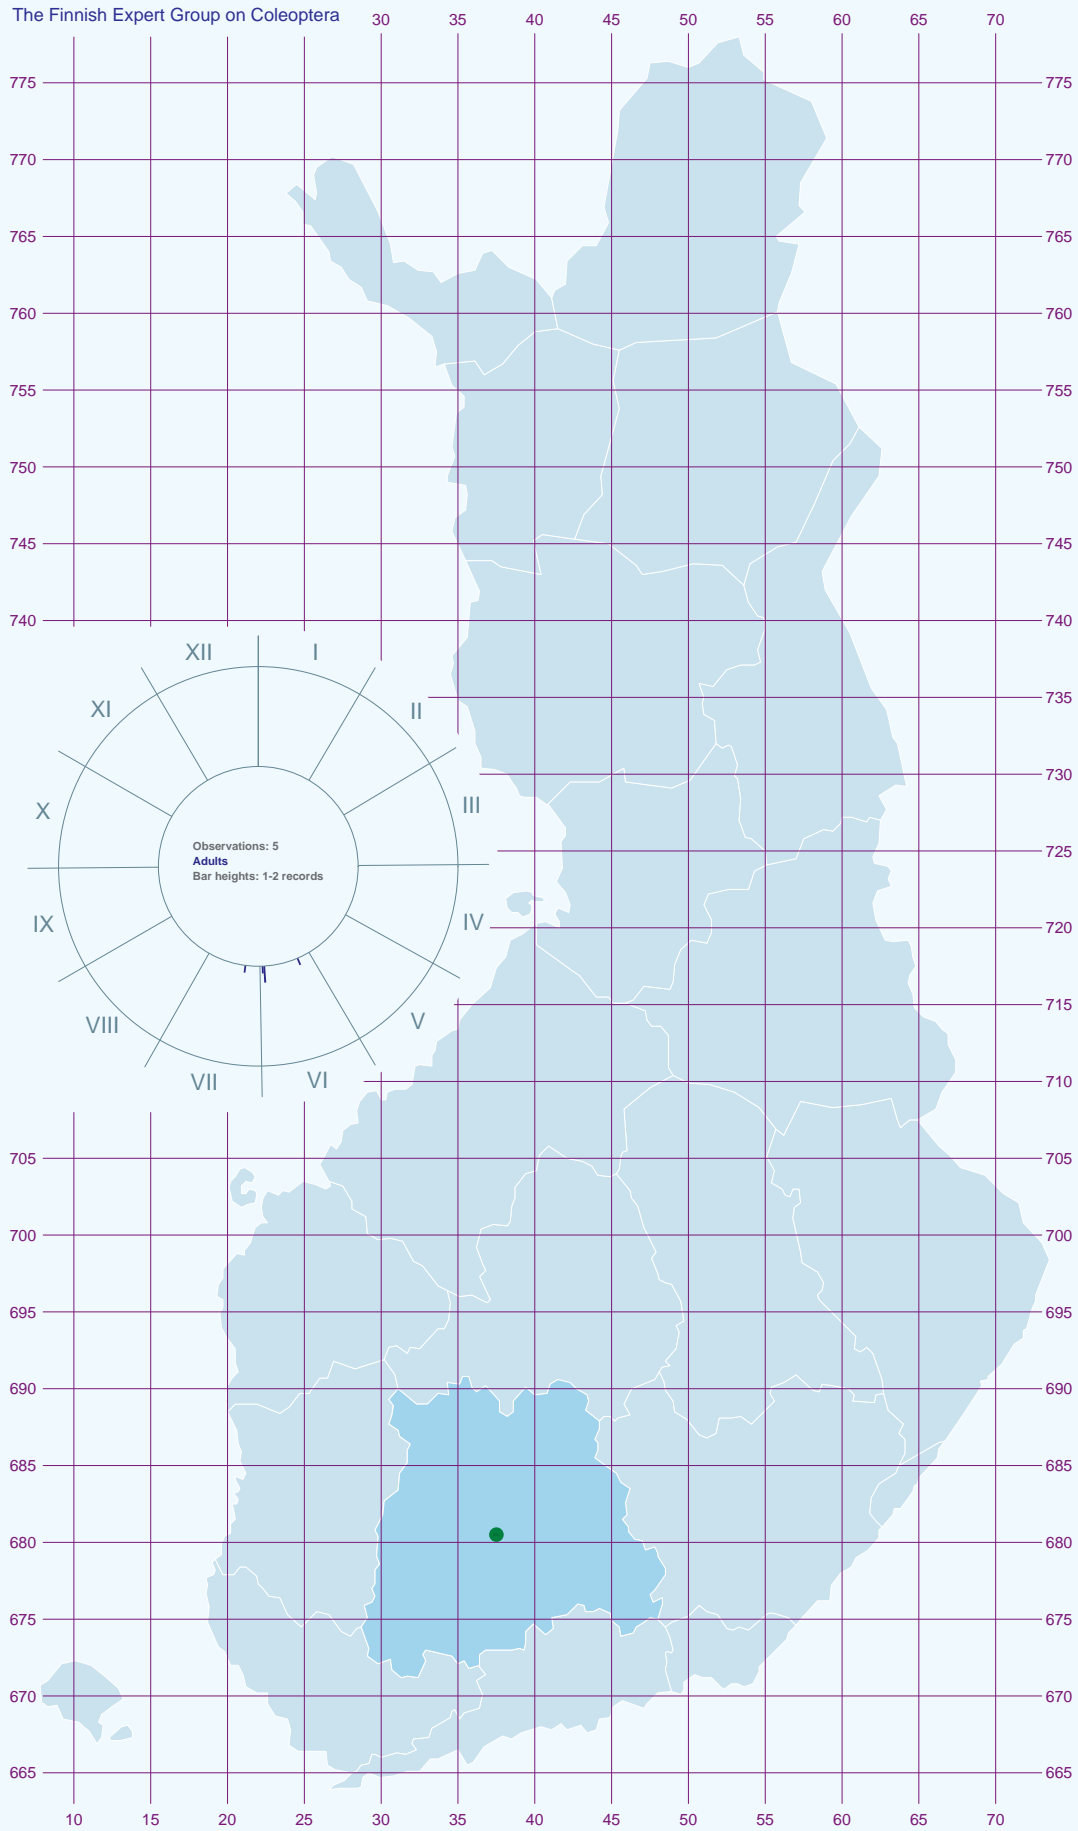 The Finnish Expert Group on Coleoptera 30 35 40 45 50 55 60 65 70
775 775
770 770
765 765
760 760
755 755
750 750
745 745
740 740
XII I
XI II
735
730
X III
725
Observations: 5
Adults
Bar heights: 1-2 records
IX IV 720
715
VIII V
VII VI 710
705 705
700 700
695 695
690 690
685 685
680 680
675 675
670 670
665 665
10 15 20 25 30 35 40 45 50 55 60 65 70